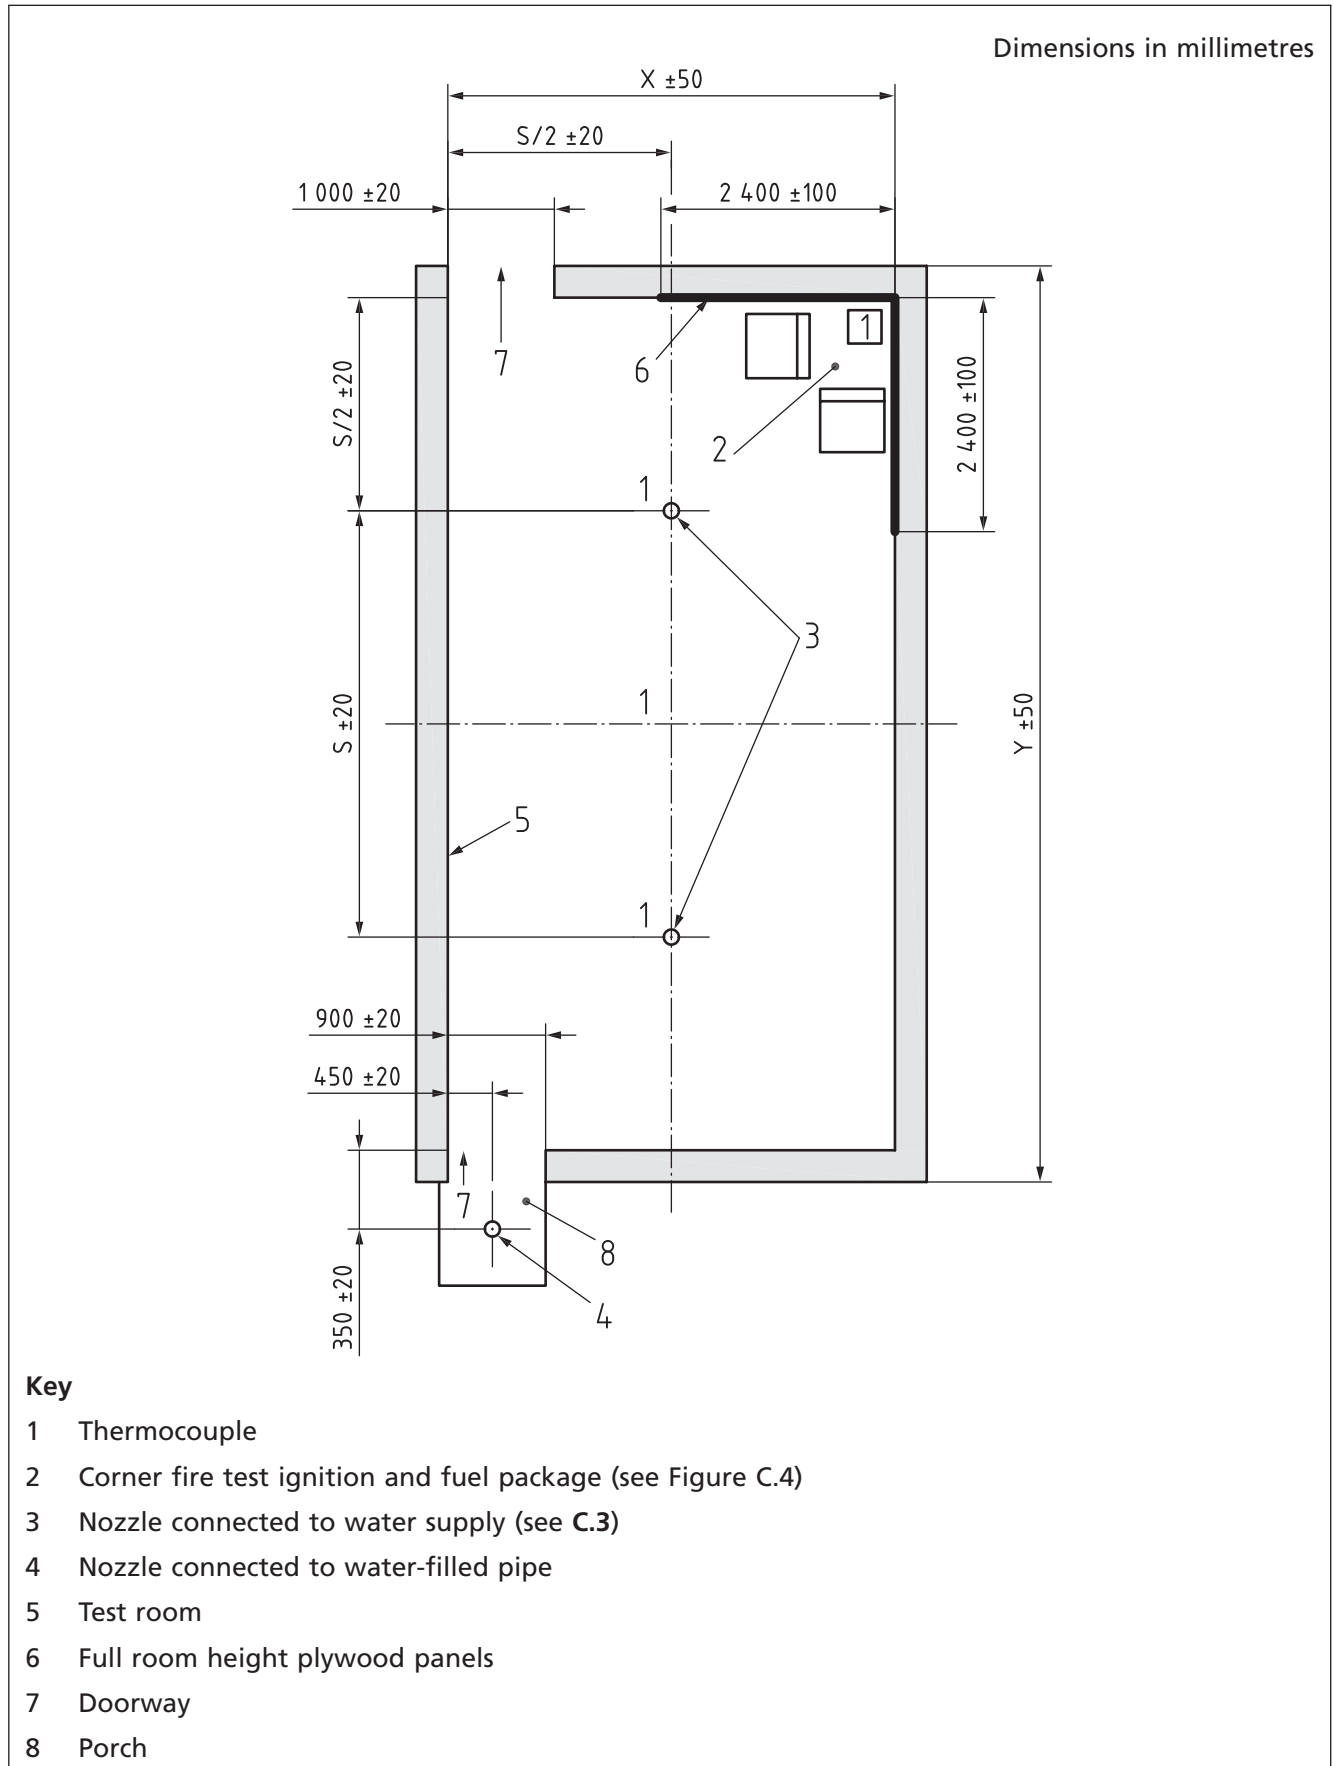 Dimensions in millimetres
X ±50
S/2 ±20
1 000 ±20
2 400 ±100
7
6
1
S/2 ±20
2 400 ±100
2
1
3
1
S ±20
Y ±50
5
1
900 ±20
450 ±20
7
8
350 ±20
4
Key
1 Thermocouple
2 Corner fire test ignition and fuel package (see Figure C.4)
3 Nozzle connected to water supply (see C.3)
4 Nozzle connected to water-filled pipe
5 Test room
6 Full room height plywood panels
7 Doorway
8 Porch